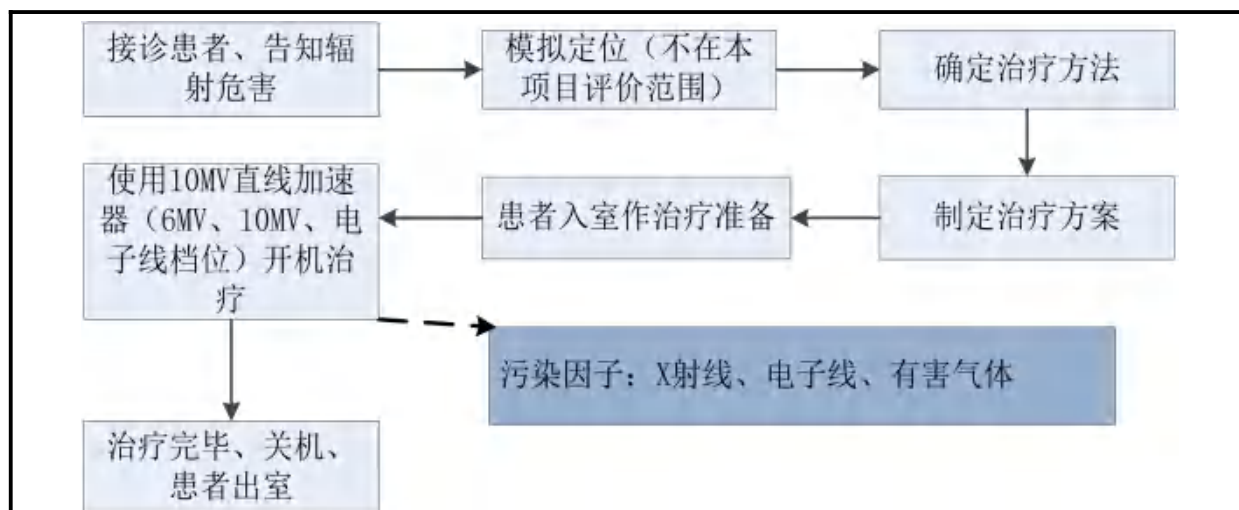 接诊患者、告知辐
射危害
模拟定位（不在本
项目评价范围）
确定治疗方法
制定治疗方案
患者入室作治疗准备
使用10MV直线加速
器（6MV、10MV、电
子线档位）开机治
疗
污染因子：X射线、电子线、有害气体
治疗完毕、关机、
患者出室